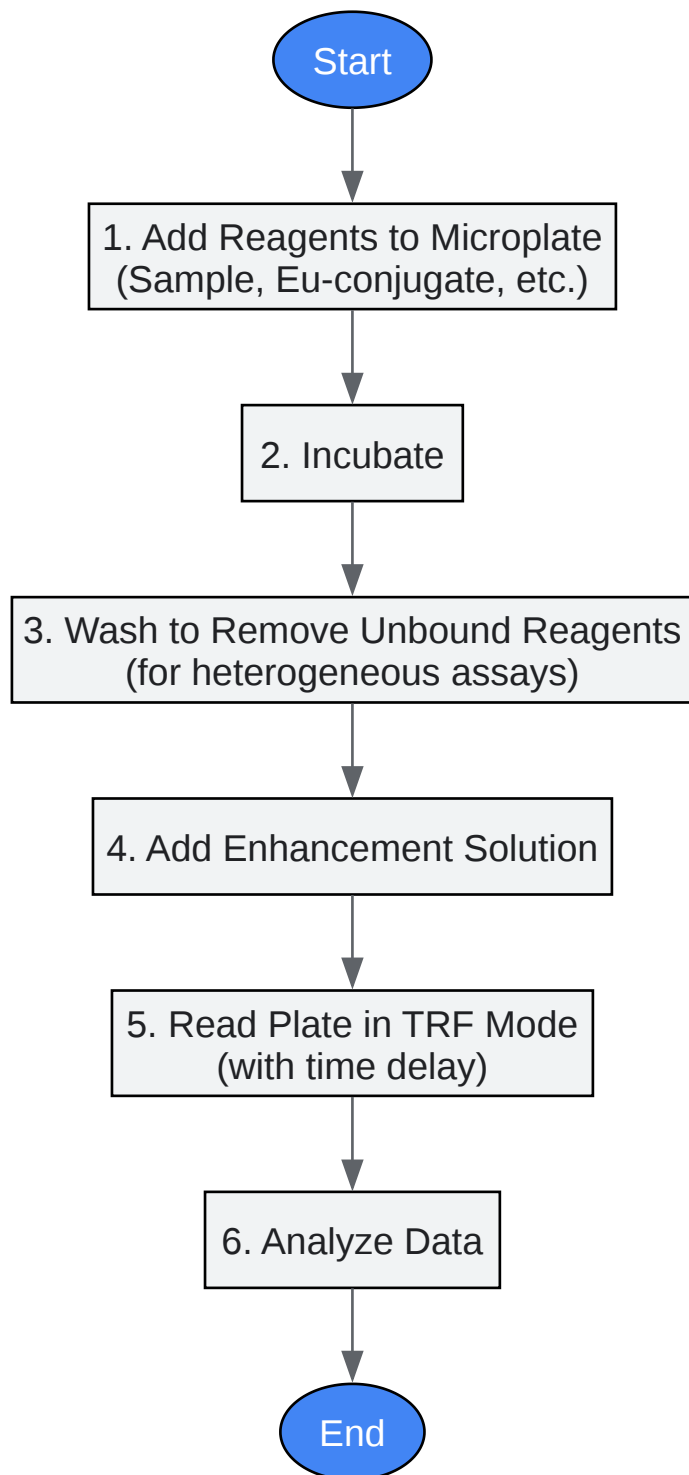 Start
1. Add Reagents to Microplate
(Sample, Eu-conjugate, etc.)
2. Incubate
3. Wash to Remove Unbound Reagents
(for heterogeneous assays)
4. Add Enhancement Solution
5. Read Plate in TRF Mode
(with time delay)
6. Analyze Data
End